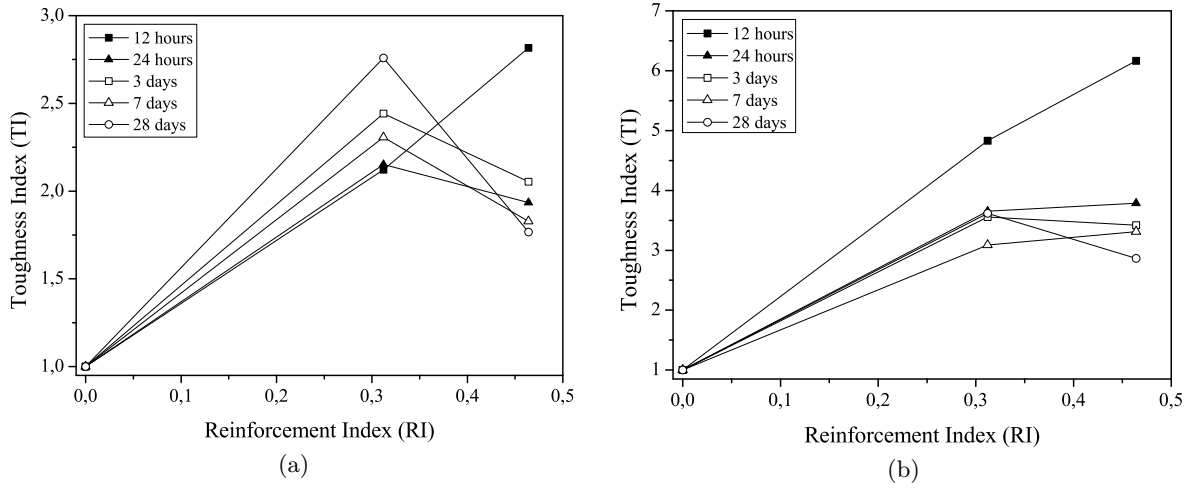 3,0
2,5
2,0
1,5
1,0
Toughness Index (TI)
12 hours
24 hours
3 days
7 days
28 days
0,0 0,1 0,2 0,3 0,4 0,5
Reinforcement Index (RI)
(a)
7
6
5
4
3
2
1
Toughness Index (TI)
12 hours
24 hours
3 days
7 days
28 days
0,0 0,1 0,2 0,3 0,4 0,5
Reinforcement Index (RI)
(b)